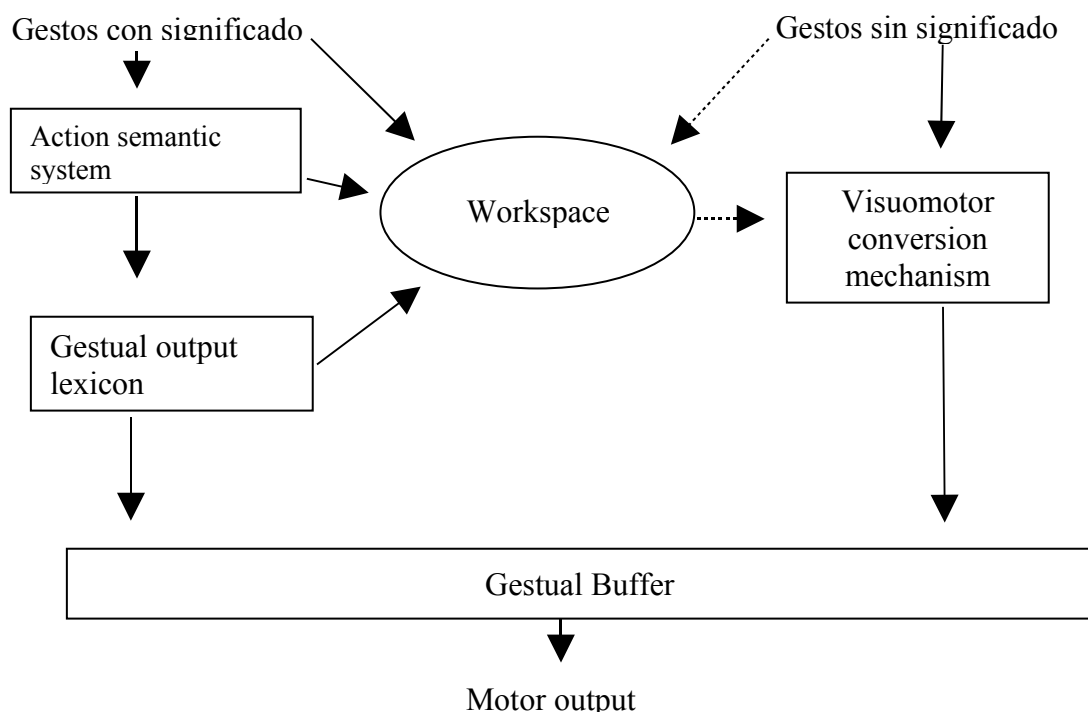 Gestos con significado
Gestos sin significado
Action semantic
system
Workspace
Visuomotor
conversion
mechanism
Gestual output
lexicon
Gestual Buffer
Motor output